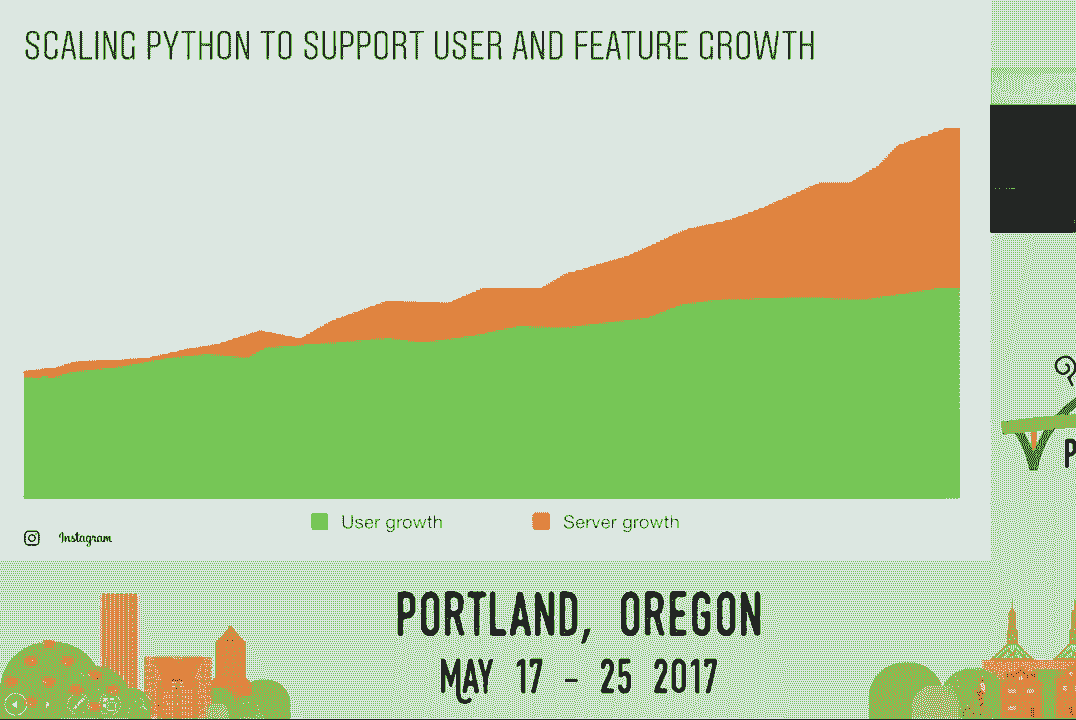 SCALING PYTHON TO SUPPORT USER AND FEATURE GROWTH
User growth
Server growth
Instagram
PORTLAND, OREGON
MAY 17 - 25 2017